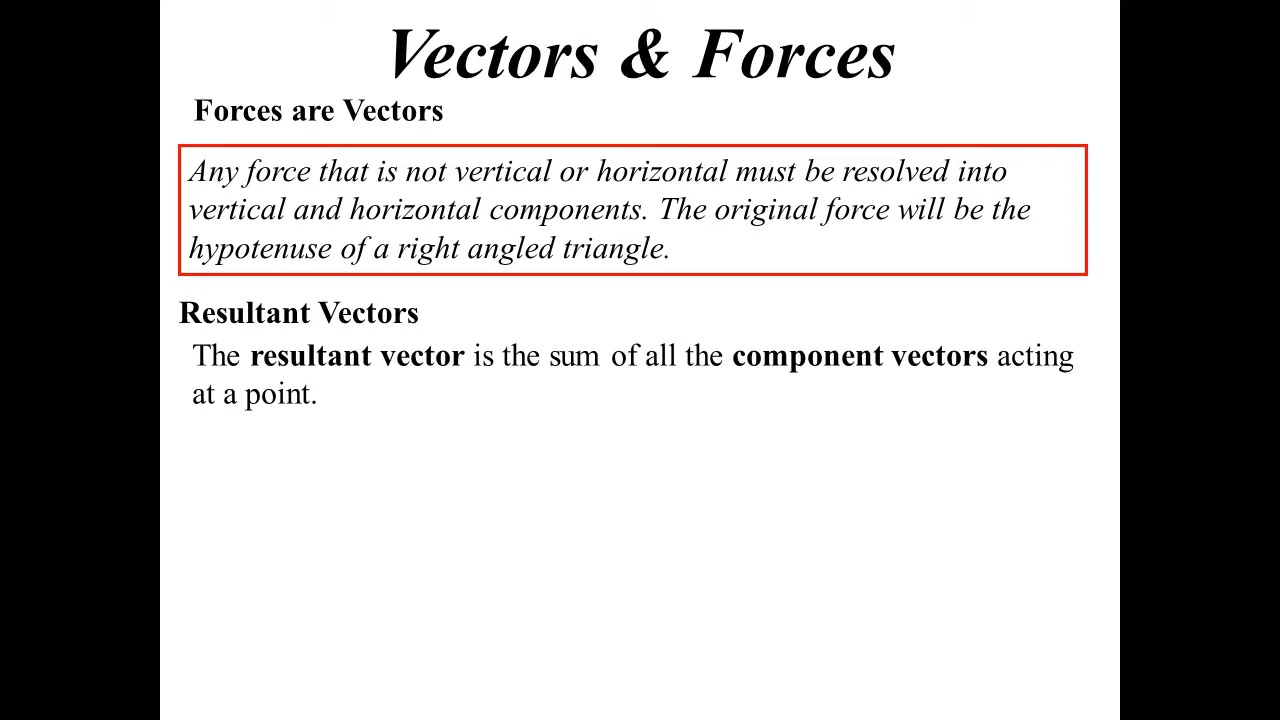 Vectors & Forces
Forces are Vectors
Any force that is not vertical or horizontal must be resolved into
vertical and horizontal components. The original force will be the
hypotenuse of a right angled triangle.
Resultant Vectors
The resultant vector is the sum of all the component vectors acting
at a point.